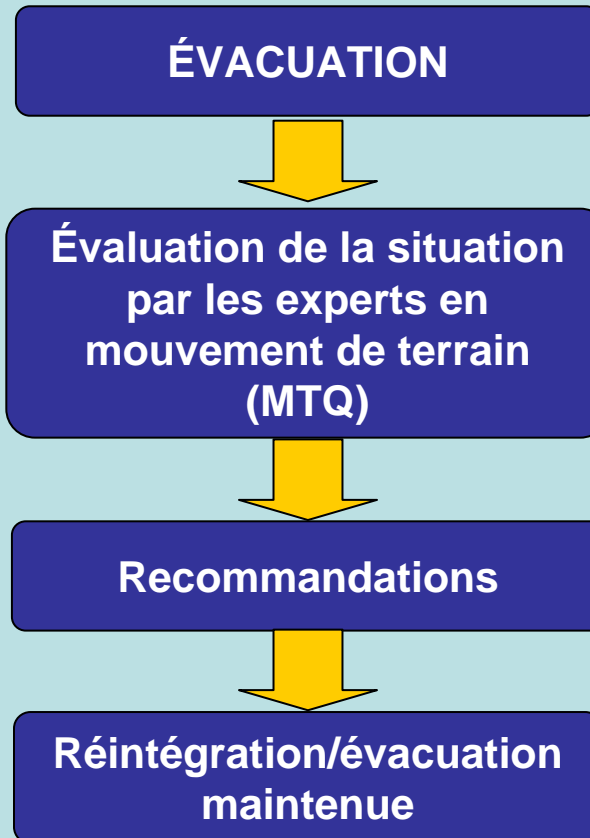 ÉVACUATION
Évaluation de la situation
par les experts en
mouvement de terrain
(MTQ)
Recommandations
Réintégration/évacuation
maintenue